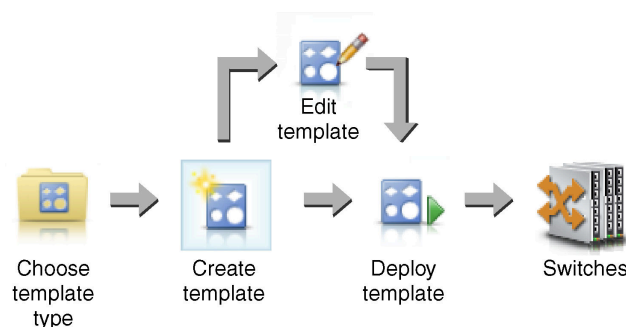 Edit
template
Choose
template
type
Create
template
Deploy
template
Switches